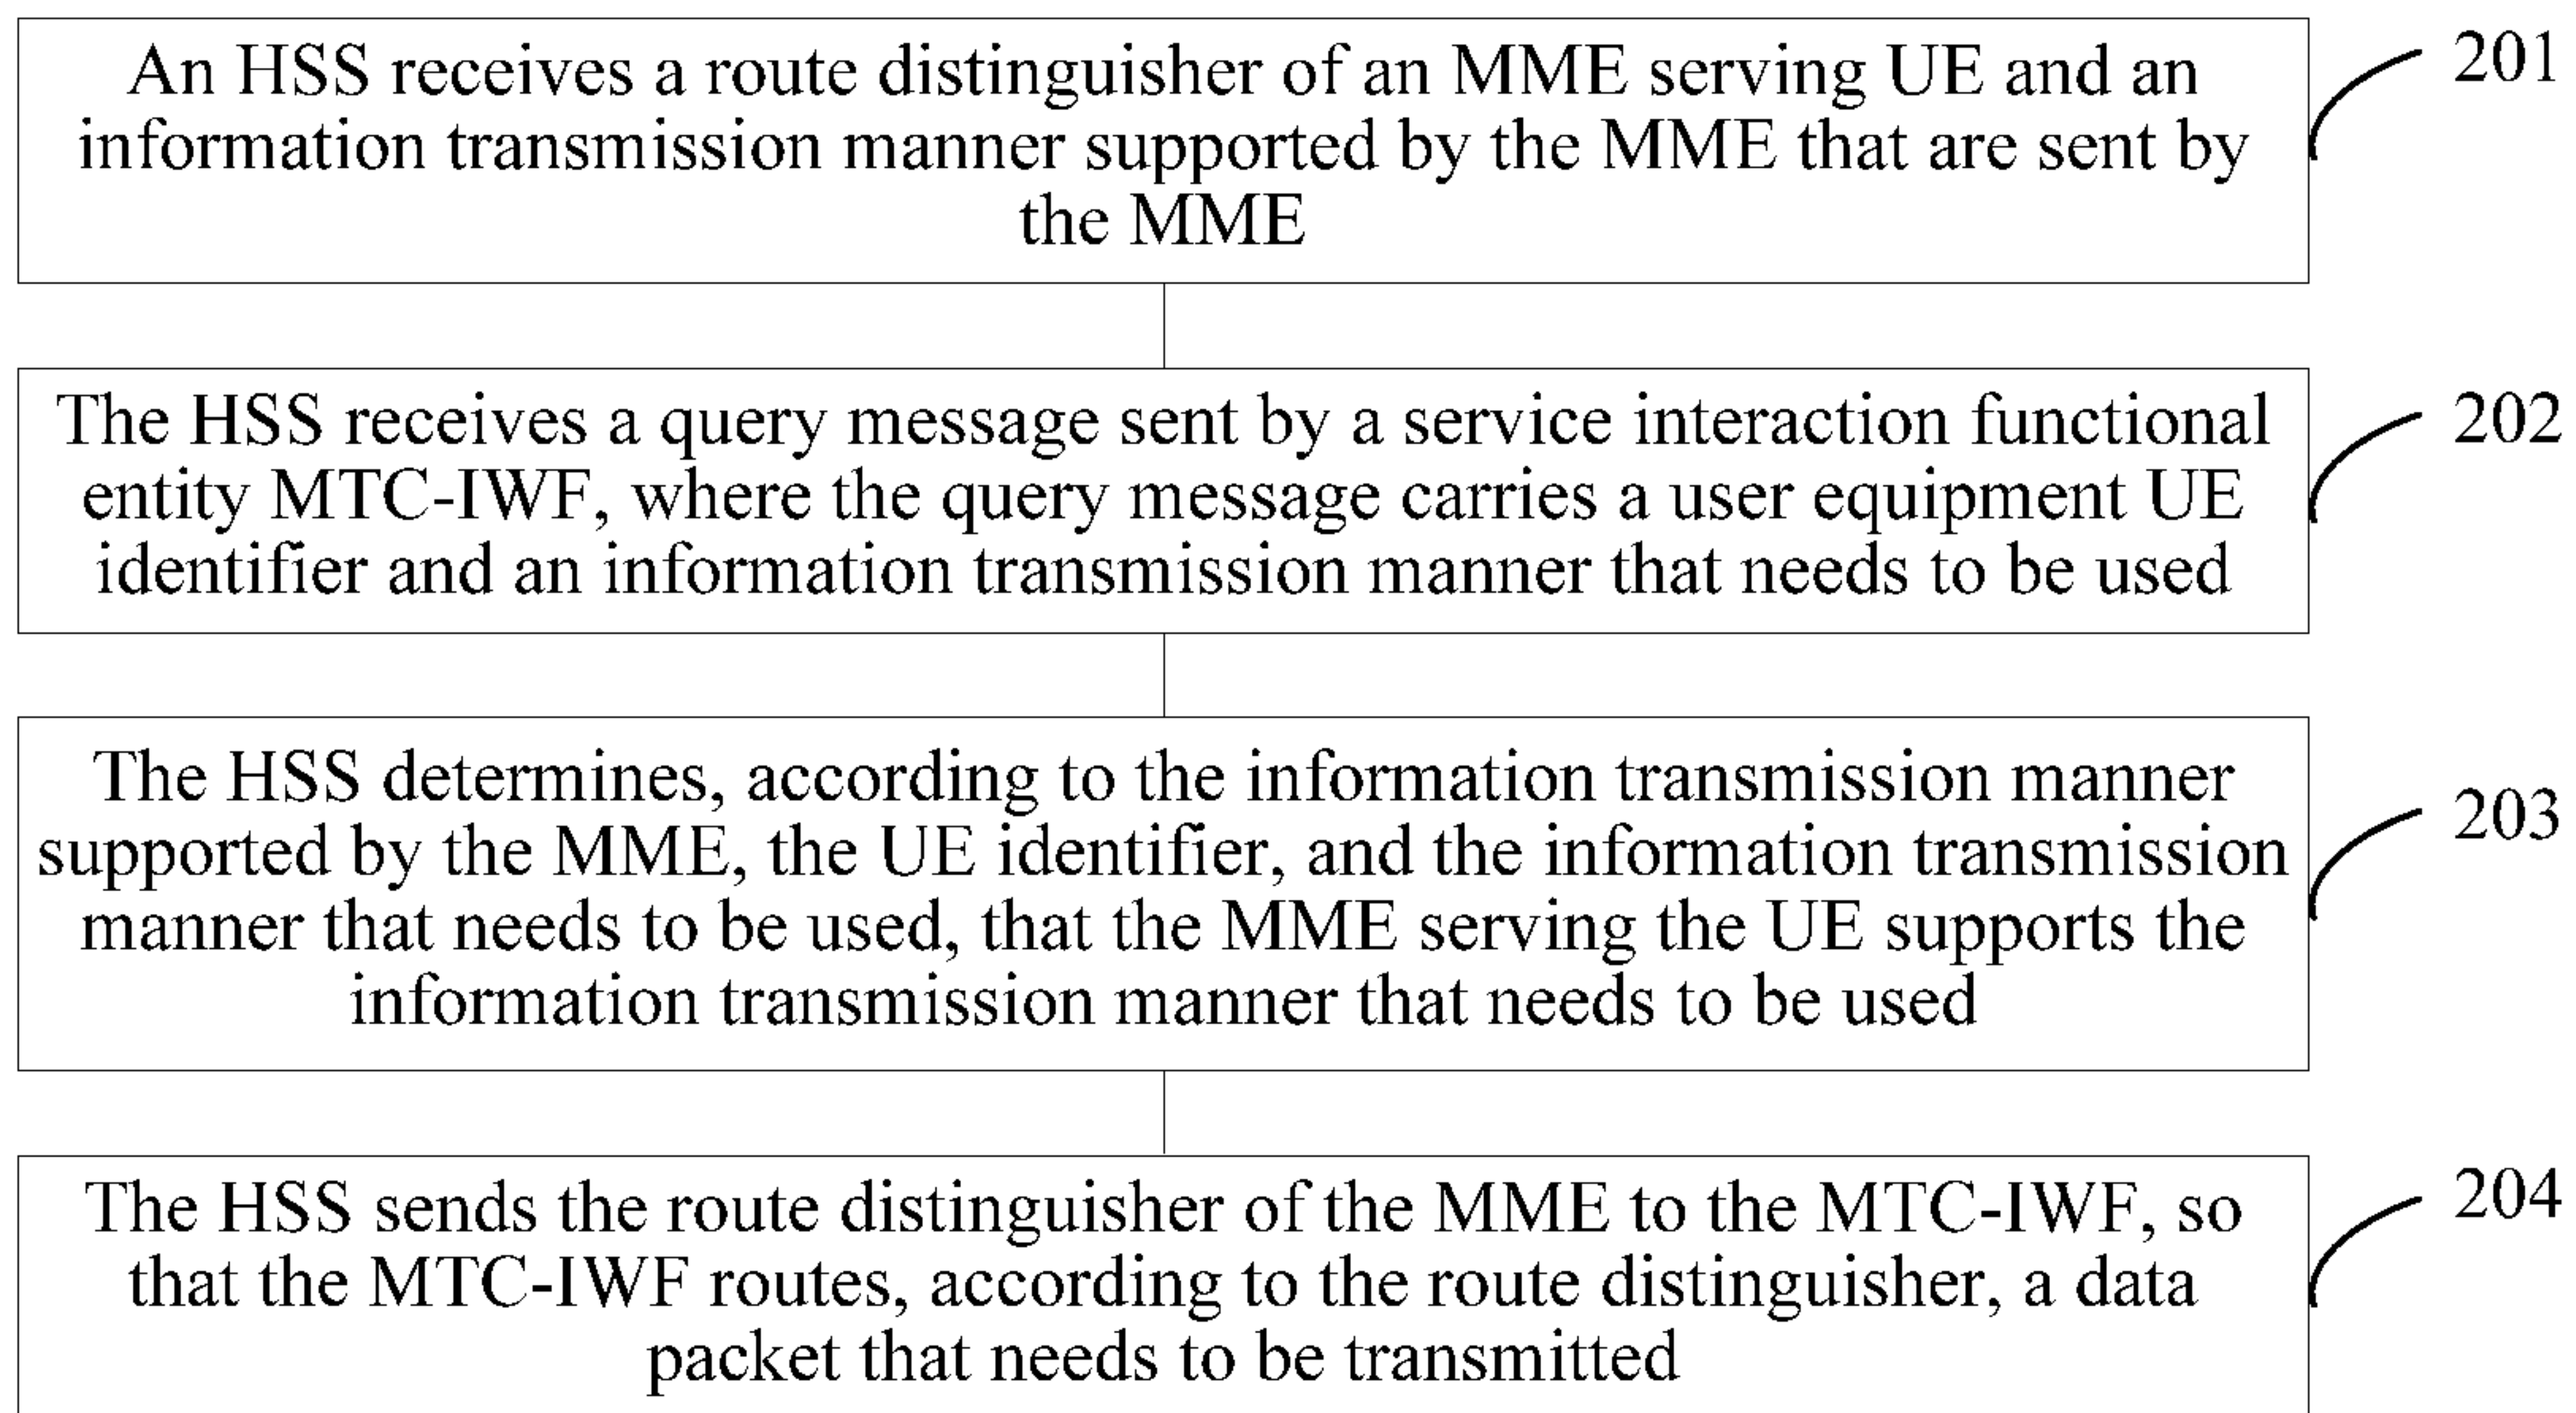 An HSS receives a route distinguisher of an MME serving UE and an
information transmission manner supported by the MME that are sent by
the MME
201
The HSS receives a query message sent by a service interaction functional
entity MTC-IWF, where the query message carries a user equipment UE
identifier and an information transmission manner that needs to be used
202
The HSS determines, according to the information transmission manner
supported by the MME, the UE identifier, and the information transmission
manner that needs to be used, that the MME serving the UE supports the
information transmission manner that needs to be used
203
The HSS sends the route distinguisher of the MME to the MTC-IWF, so
that the MTC-IWF routes, according to the route distinguisher, a data
packet that needs to be transmitted
204